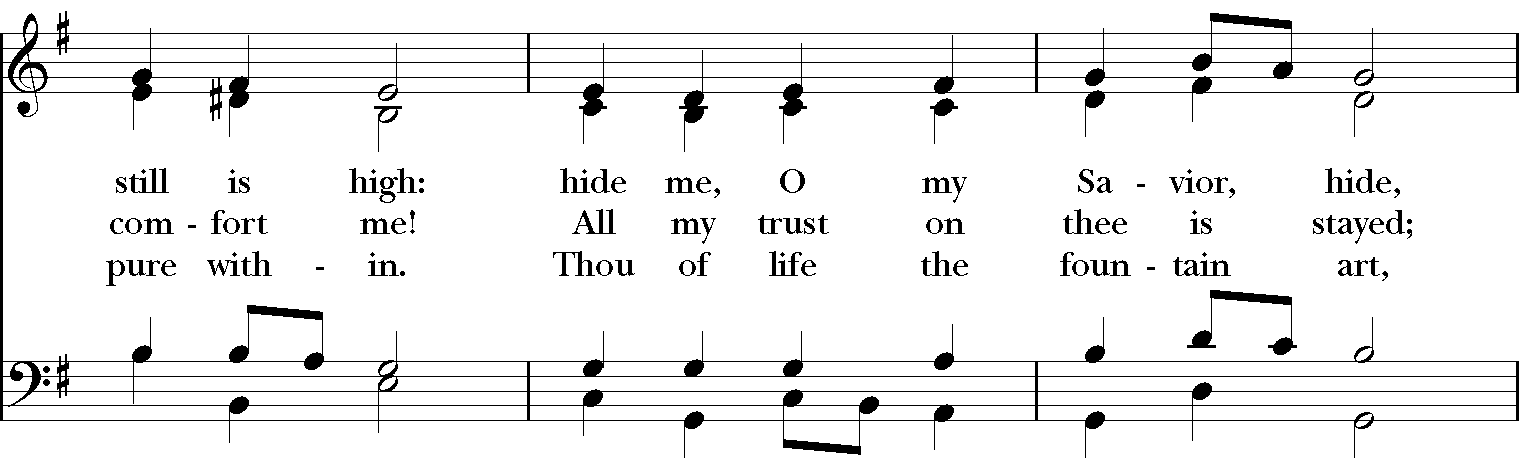 still is high: hide me, O my Sa - vior, hide,
com - fort me! All my trust on thee is stayed;
pure with - in. Thou of life the foun - tain art,